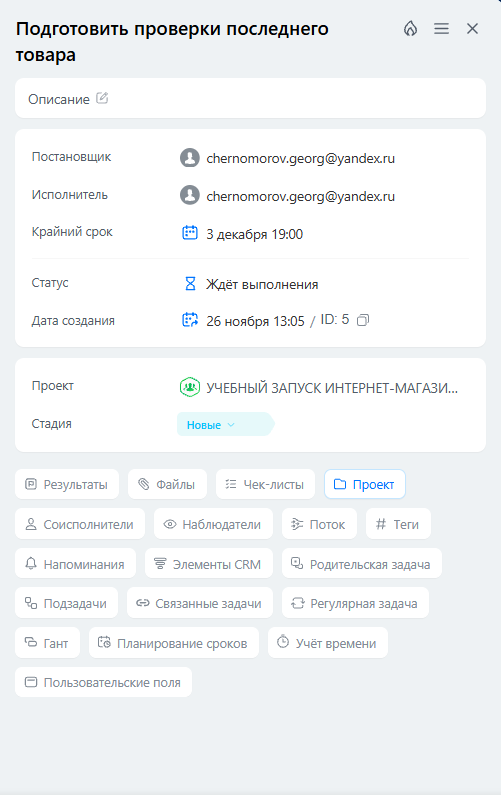 Подготовить проверки последнего
товара
Описание
Постановщик
chernomorov.georg@yandex.ru
Исполнитель
chernomorov.georg@yandex.ru
Крайний срок
3 декабря 19:00
Статус
Ждёт выполнения
Дата создания
26 ноября 13:05 / ID: 5
Проект
УЧЕБНЫЙ ЗАПУСК ИНТЕРНЕТ-МАГАЗИ...
Стадия
Новые
Результаты
Файлы
Чек-листы
Проект
Соисполнители
Наблюдатели
Поток
Теги
Напоминания
Элементы CRM
Родительская задача
Подзадачи
Связанные задачи
Регулярная задача
Гант
Планирование сроков
Учёт времени
Пользовательские поля